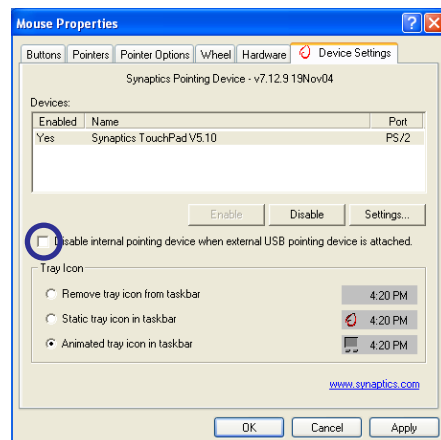 Mouse Properties
Buttons Pointers Pointer Options Wheel Hardware Device Settings
Synaptics Pointing Device - v7.12.9 19Nov04
Devices:
Enabled Name Port
Yes Synaptics TouchPad V5.10 PS/2
Enable Disable Settings...
Disable internal pointing device when external USB pointing device is attached.
Tray Icon
Remove tray icon from taskbar 4:20 PM
Static tray icon in taskbar 4:20 PM
Animated tray icon in taskbar 4:20 PM
www.synaptics.com
OK Cancel Apply